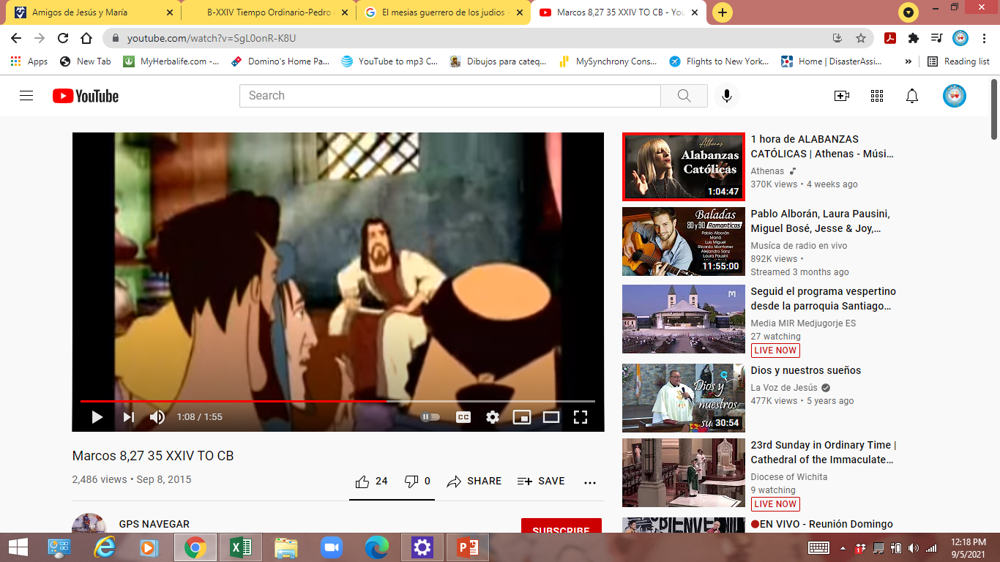 Amigos de Jesús y María
B-XXIV Tiempo Ordinario-Pedro
El mesias guerrero de los judios
Marcos 8,27 35 XXIV TO CB - You
youtube.com/watch?v=SgL0onR-K8U
Apps
New Tab
MyHerbalife.com -...
Domino's Home Pa...
YouTube to mp3 C...
Dibujos para cateq...
MySynchrony Cons...
Flights to New York...
Home | DisasterAssi...
»
Reading list
YouTube
Search
1:08 / 1:55
CC
Marcos 8,27 35 XXIV TO CB
2,486 views • Sep 8, 2015
24
0
SHARE
SAVE
GPS NAVEGAR
SUBSCRIBE
Athenas
Alabanzas
Católicas
1:04:47
1 hora de ALABANZAS
CATÓLICAS | Athenas - Músi...
Athenas
370K views • 4 weeks ago
Baladas
80 y 90 Romanticas
Pablo Alborán
Maná
Luis Miguel
Ricardo Montaner
Alejandro Sanz
Laura Pausini
11:55:00
Pablo Alborán, Laura Pausini,
Miguel Bosé, Jesse & Joy,...
Musíca de radio en vivo
892K views •
Streamed 3 months ago
M
Seguid el programa vespertino
desde la parroquia Santiago...
Media MIR Medjugorje ES
27 watching
LIVE NOW
Dios y
nuestros
su
30:54
Dios y nuestros sueños
La Voz de Jesús
477K views • 5 years ago
23rd Sunday in Ordinary Time |
Cathedral of the Immaculate...
Diocese of Wichita
9 watching
LIVE NOW
BIENVENID
EN VIVO - Reunión Domingo
12:18 PM
9/5/2021